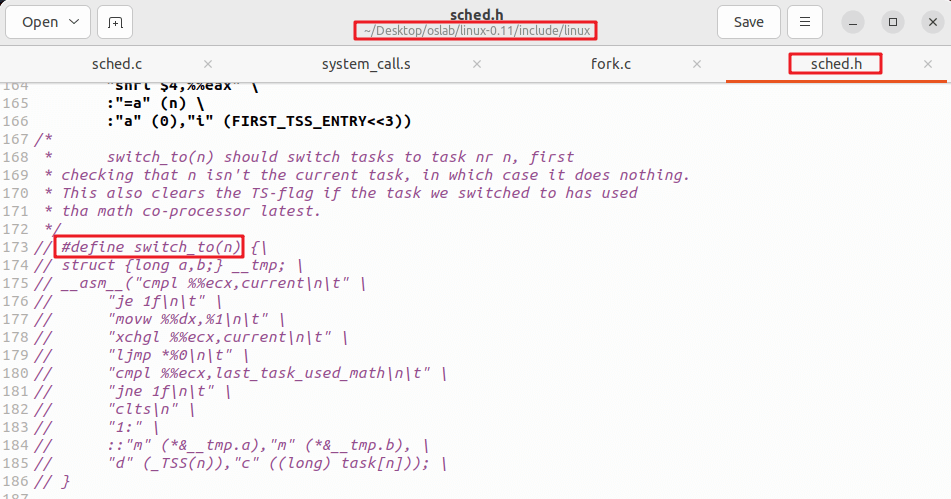 Open
sched.h
~/Desktop/oslab/linux-0.11/include/linux
Save
sched.c × system_call.s × fork.c × sched.h ×
164 "shrl $4,%%eax" \
165 :"=a" (n) \
166 :"a" (0),"i" (FIRST_TSS_ENTRY<<3))
167 /*
168 * switch_to(n) should switch tasks to task nr n, first
169 * checking that n isn't the current task, in which case it does nothing.
170 * This also clears the TS-flag if the task we switched to has used
171 * tha math co-processor latest.
172 */
173 // #define switch_to(n) {\
174 // struct {long a,b;} __tmp; \
175 // __asm__("cmpl %%ecx,current\n\t" \
176 // "je 1f\n\t" \
177 // "movw %%dx,%1\n\t" \
178 // "xchgl %%ecx,current\n\t" \
179 // "ljmp *%0\n\t" \
180 // "cmpl %%ecx,last_task_used_math\n\t" \
181 // "jne 1f\n\t" \
182 // "clts\n" \
183 // "1:" \
184 // ::"m" (*&__tmp.a),"m" (*&__tmp.b), \
185 // "d" (_TSS(n)),"c" ((long) task[n])); \
186 // }
187